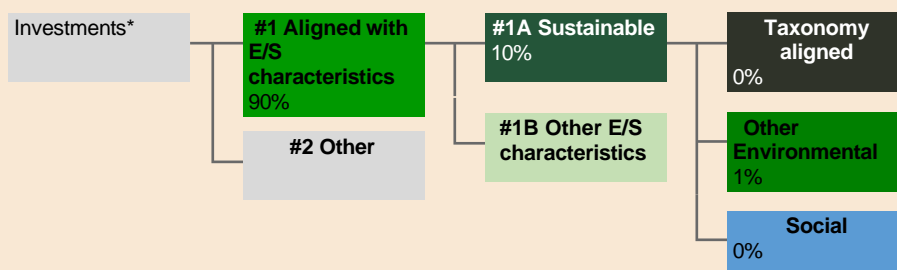 Investments*
#1 Aligned with
E/S
characteristics
90%
#2 Other
#1A Sustainable
10%
#1B Other E/S
characteristics
Taxonomy
aligned
0%
Other
Environmental
1%
Social
0%